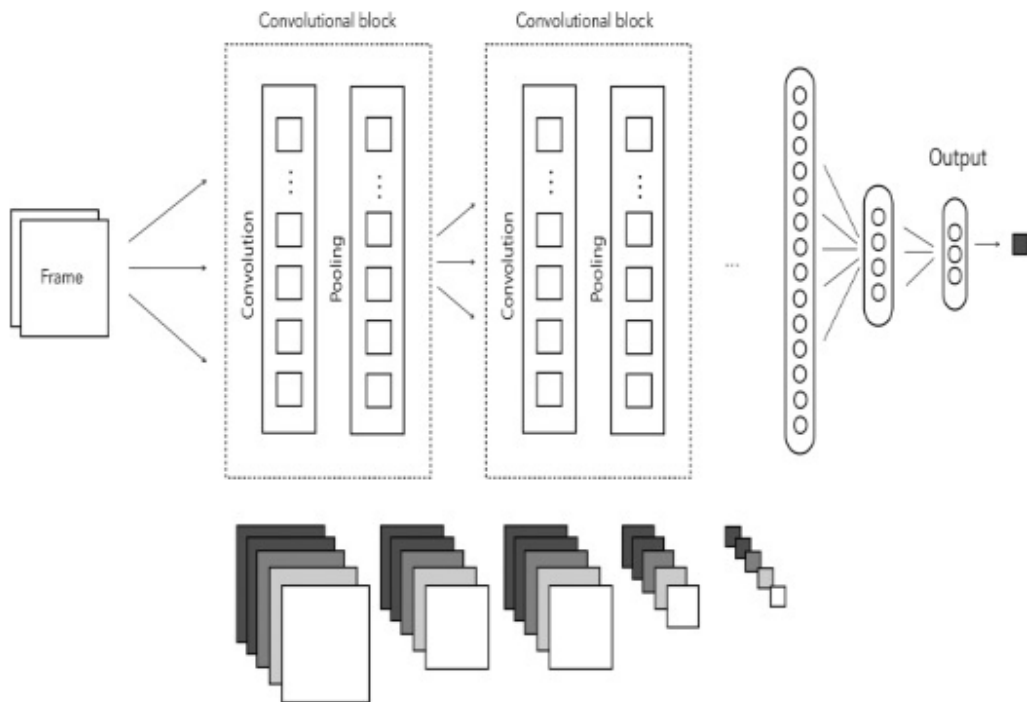 Convolutional block
Convolutional block
Output
Frame
Convolution
Pooling
Convolution
Pooling
...